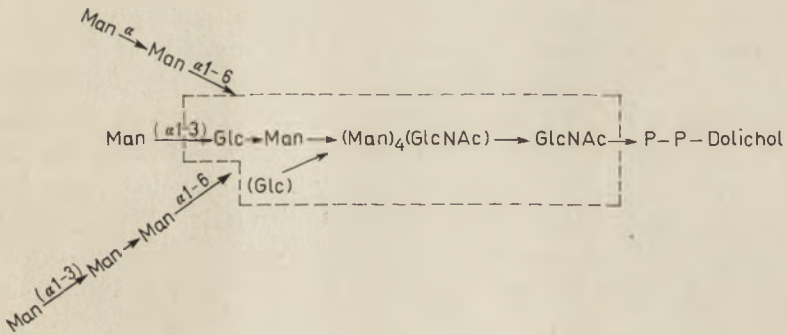 Man α→ Man α1-6→
Man (α1-3)→ Glc → Man → (Man)₄(GlcNAc) → GlcNAc → P-P-Dolichol
(Glc) →
Man (α1-3)→ Man → Man α1-6→